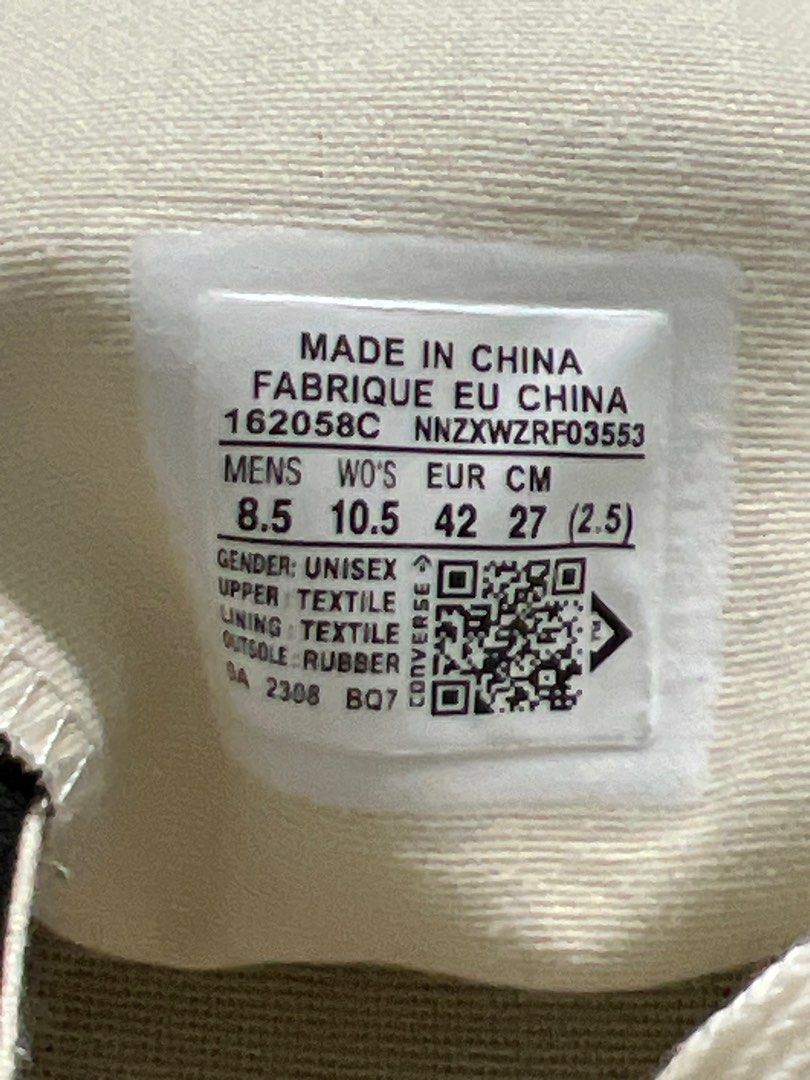 MADE IN CHINA
FABRIQUE EU CHINA
162058C NNZXWZRF03553
MENS WO'S EUR CM
8.5 10.5 42 27 (2.5)
GENDER: UNISEX
UPPER : TEXTILE
LINING : TEXTILE
OUTSOLE : RUBBER
2308 BQ7
CONVERSE